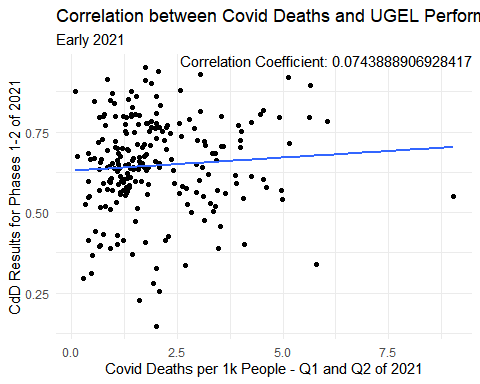 Correlation between Covid Deaths and UGEL Perform
Early 2021
Correlation Coefficient: 0.0743888906928417
CdD Results for Phases 1-2 of 2021
0.75
0.50
0.25
0.0
2.5
5.0
7.5
Covid Deaths per 1k People - Q1 and Q2 of 2021